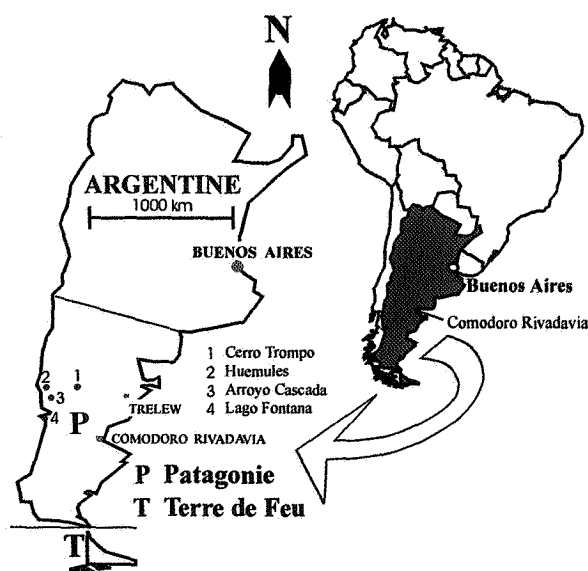 N
ARGENTINE
1000 km
BUENOS AIRES
Buenos Aires
Comodoro Rivadavia
1 Cerro Trompo
2 Huemules
3 Arroyo Cascada
4 Lago Fontana
2
1
3
4
P
TRELEW
COMODORO RIVADAVIA
P Patagonie
T Terre de Feu
T